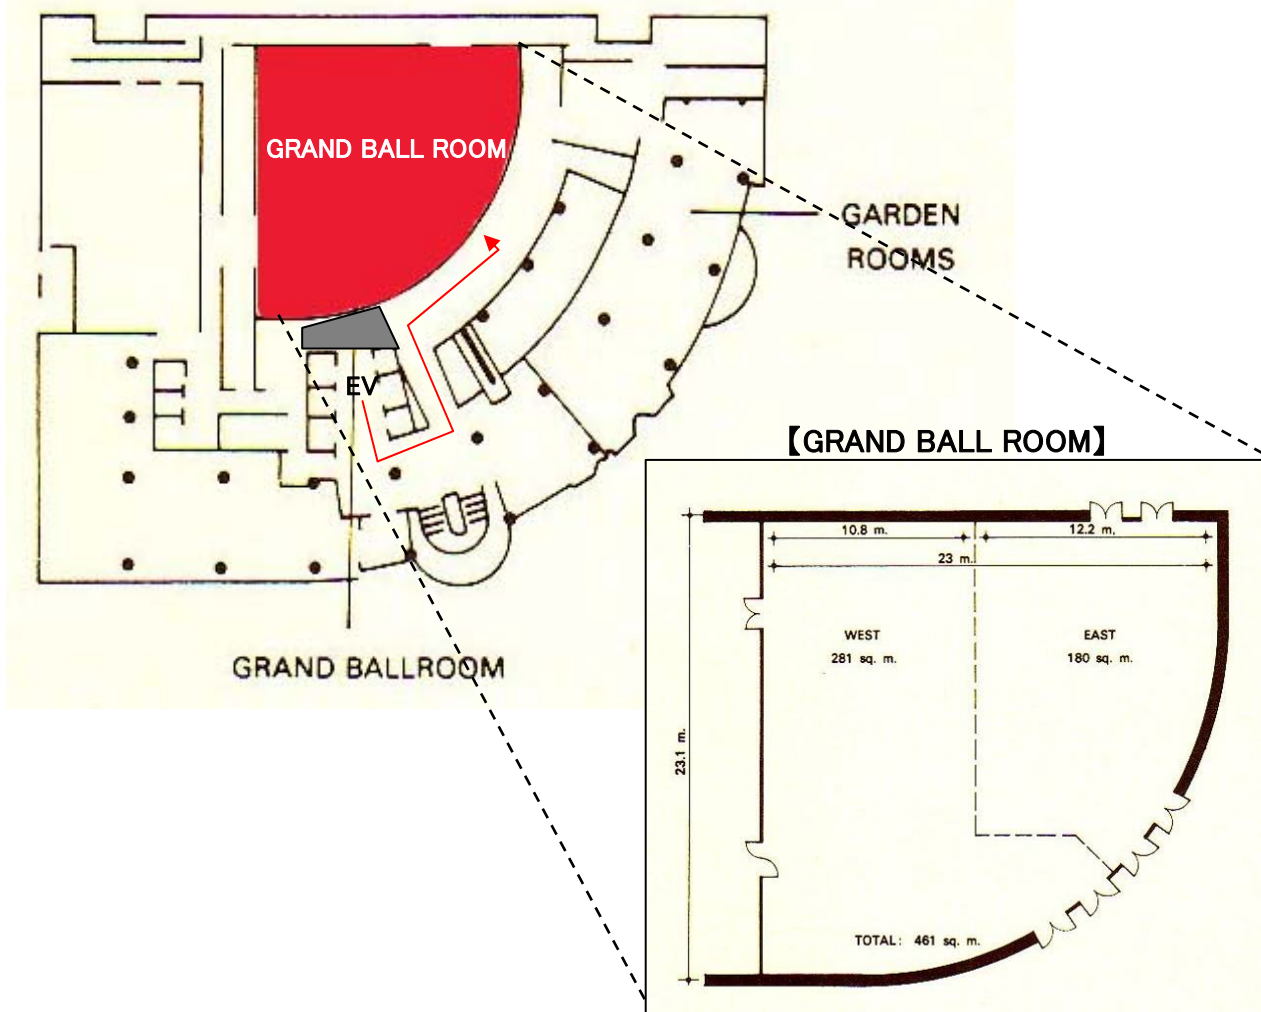 GRAND BALL ROOM
GARDEN
ROOMS
EV
GRAND BALLROOM
【GRAND BALL ROOM】
10.8 m.
12.2 m.
23 m.
WEST
281 sq. m.
EAST
180 sq. m.
23.1 m.
TOTAL: 461 sq. m.